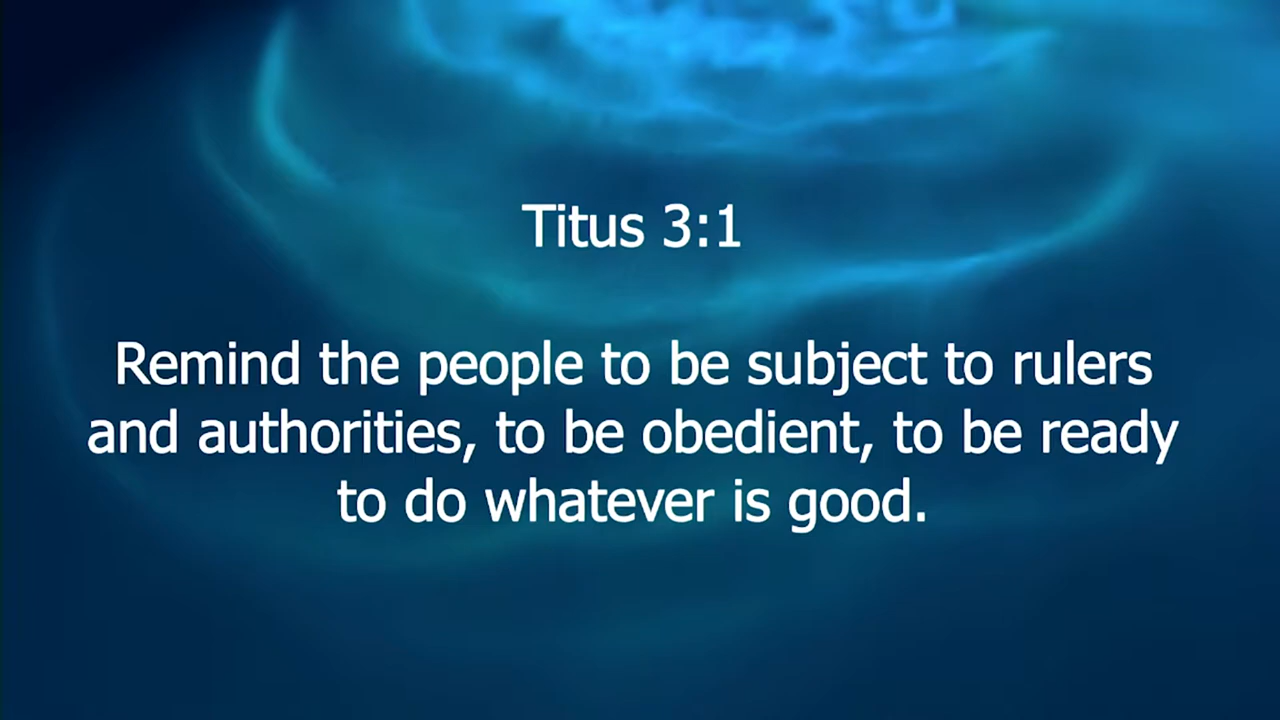 Titus 3:1
Remind the people to be subject to rulers
and authorities, to be obedient, to be ready
to do whatever is good.